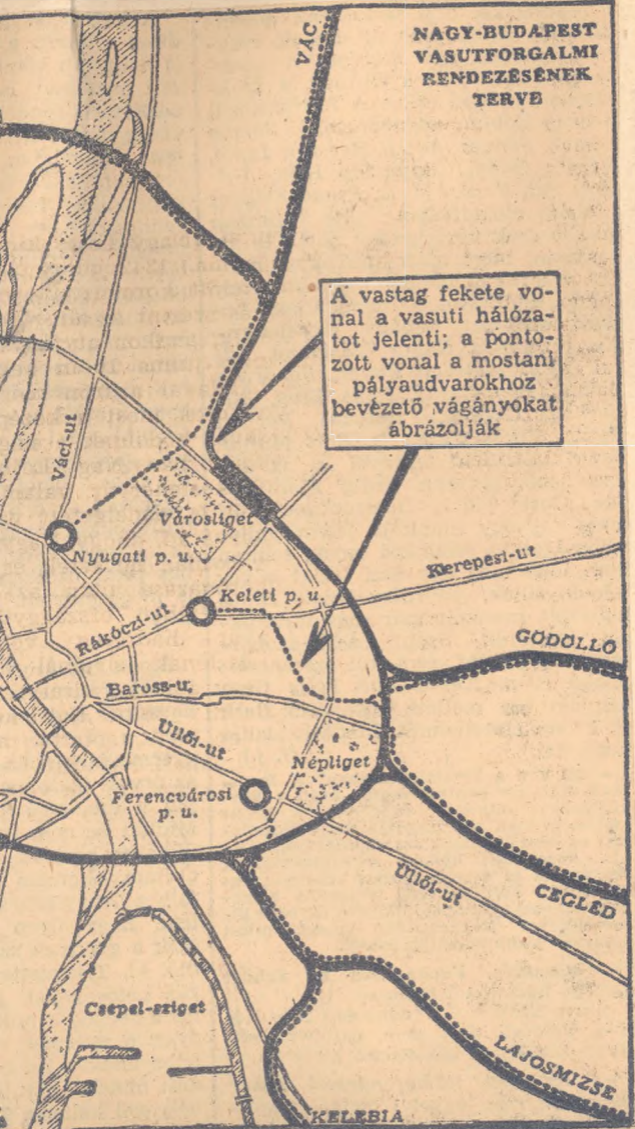 NAGY-BUDAPEST
VASUTFORGALMI
RENDEZÉSÉNEK
TERVE
VÁC
A vastag fekete vo-
nal a vasuti hálóza-
tot jelenti; a ponto-
zott vonal a mostani
pályaudvarokhoz
bevezető vágányokat
ábrázolják
Váci-ut
Városliget
Nyugati p. u.
Kerepesi-ut
Keleti p. u.
Rákóczi-ut
GÖDÖLLŐ
Baross-u.
Üllői-ut
Népliget
Ferencvárosi
p. u.
Üllői-ut
CEGLÉD
Csepel-sziget
LAJOSMIZSE
KELEBIA